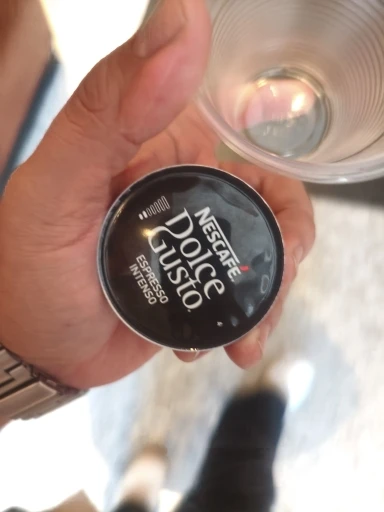 NESCAFÉ
Dolce
Gusto
ESPRESSO
INTENSO